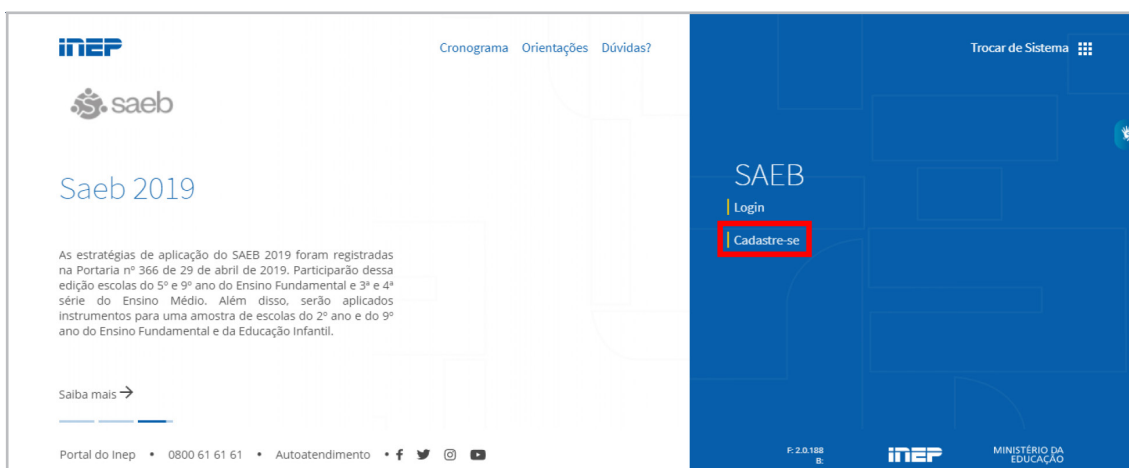 inep
Cronograma Orientações Dúvidas?
Trocar de Sistema
saeb
Saeb 2019
As estratégias de aplicação do SAEB 2019 foram registradas
na Portaria nº 366 de 29 de abril de 2019. Participarão dessa
edição escolas do 5º e 9º ano do Ensino Fundamental e 3ª e 4ª
série do Ensino Médio. Além disso, serão aplicados
instrumentos para uma amostra de escolas do 2º ano e do 9º
ano do Ensino Fundamental e da Educação Infantil.
Saiba mais
SAEB
Login
Cadastre-se
Portal do Inep • 0800 61 61 61 • Autoatendimento •
F: 2.0.188
B:
inep
MINISTÉRIO DA
EDUCAÇÃO